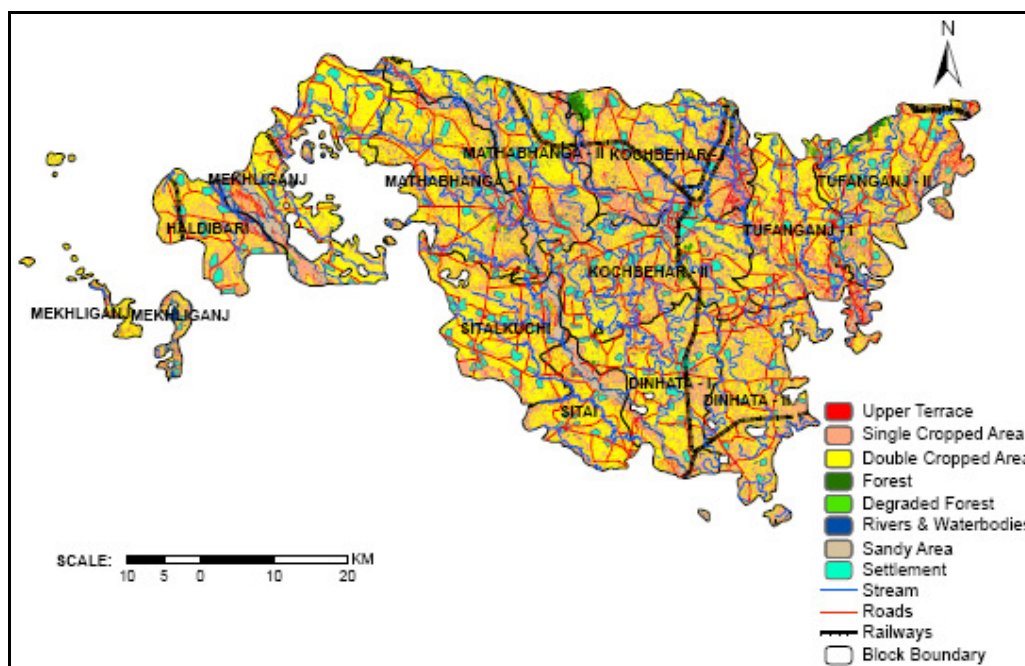 N
MATHABHANGA - II
KOCHBEHAR - I
MEKHLIGANJ
MATHABHANGA - I
TUFANGANJ - II
HALDIBARI
TUFANGANJ - I
KOCHBEHAR - II
MEKHLIGANJ
MEKHLIGANJ
SITALKUCHI
DINHATA - I
DINHATA - II
SITAI
Upper Terrace
Single Cropped Area
Double Cropped Area
Forest
Degraded Forest
Rivers & Waterbodies
Sandy Area
Settlement
Stream
Roads
Railways
Block Boundary
SCALE:
KM
10 5 0 10 20